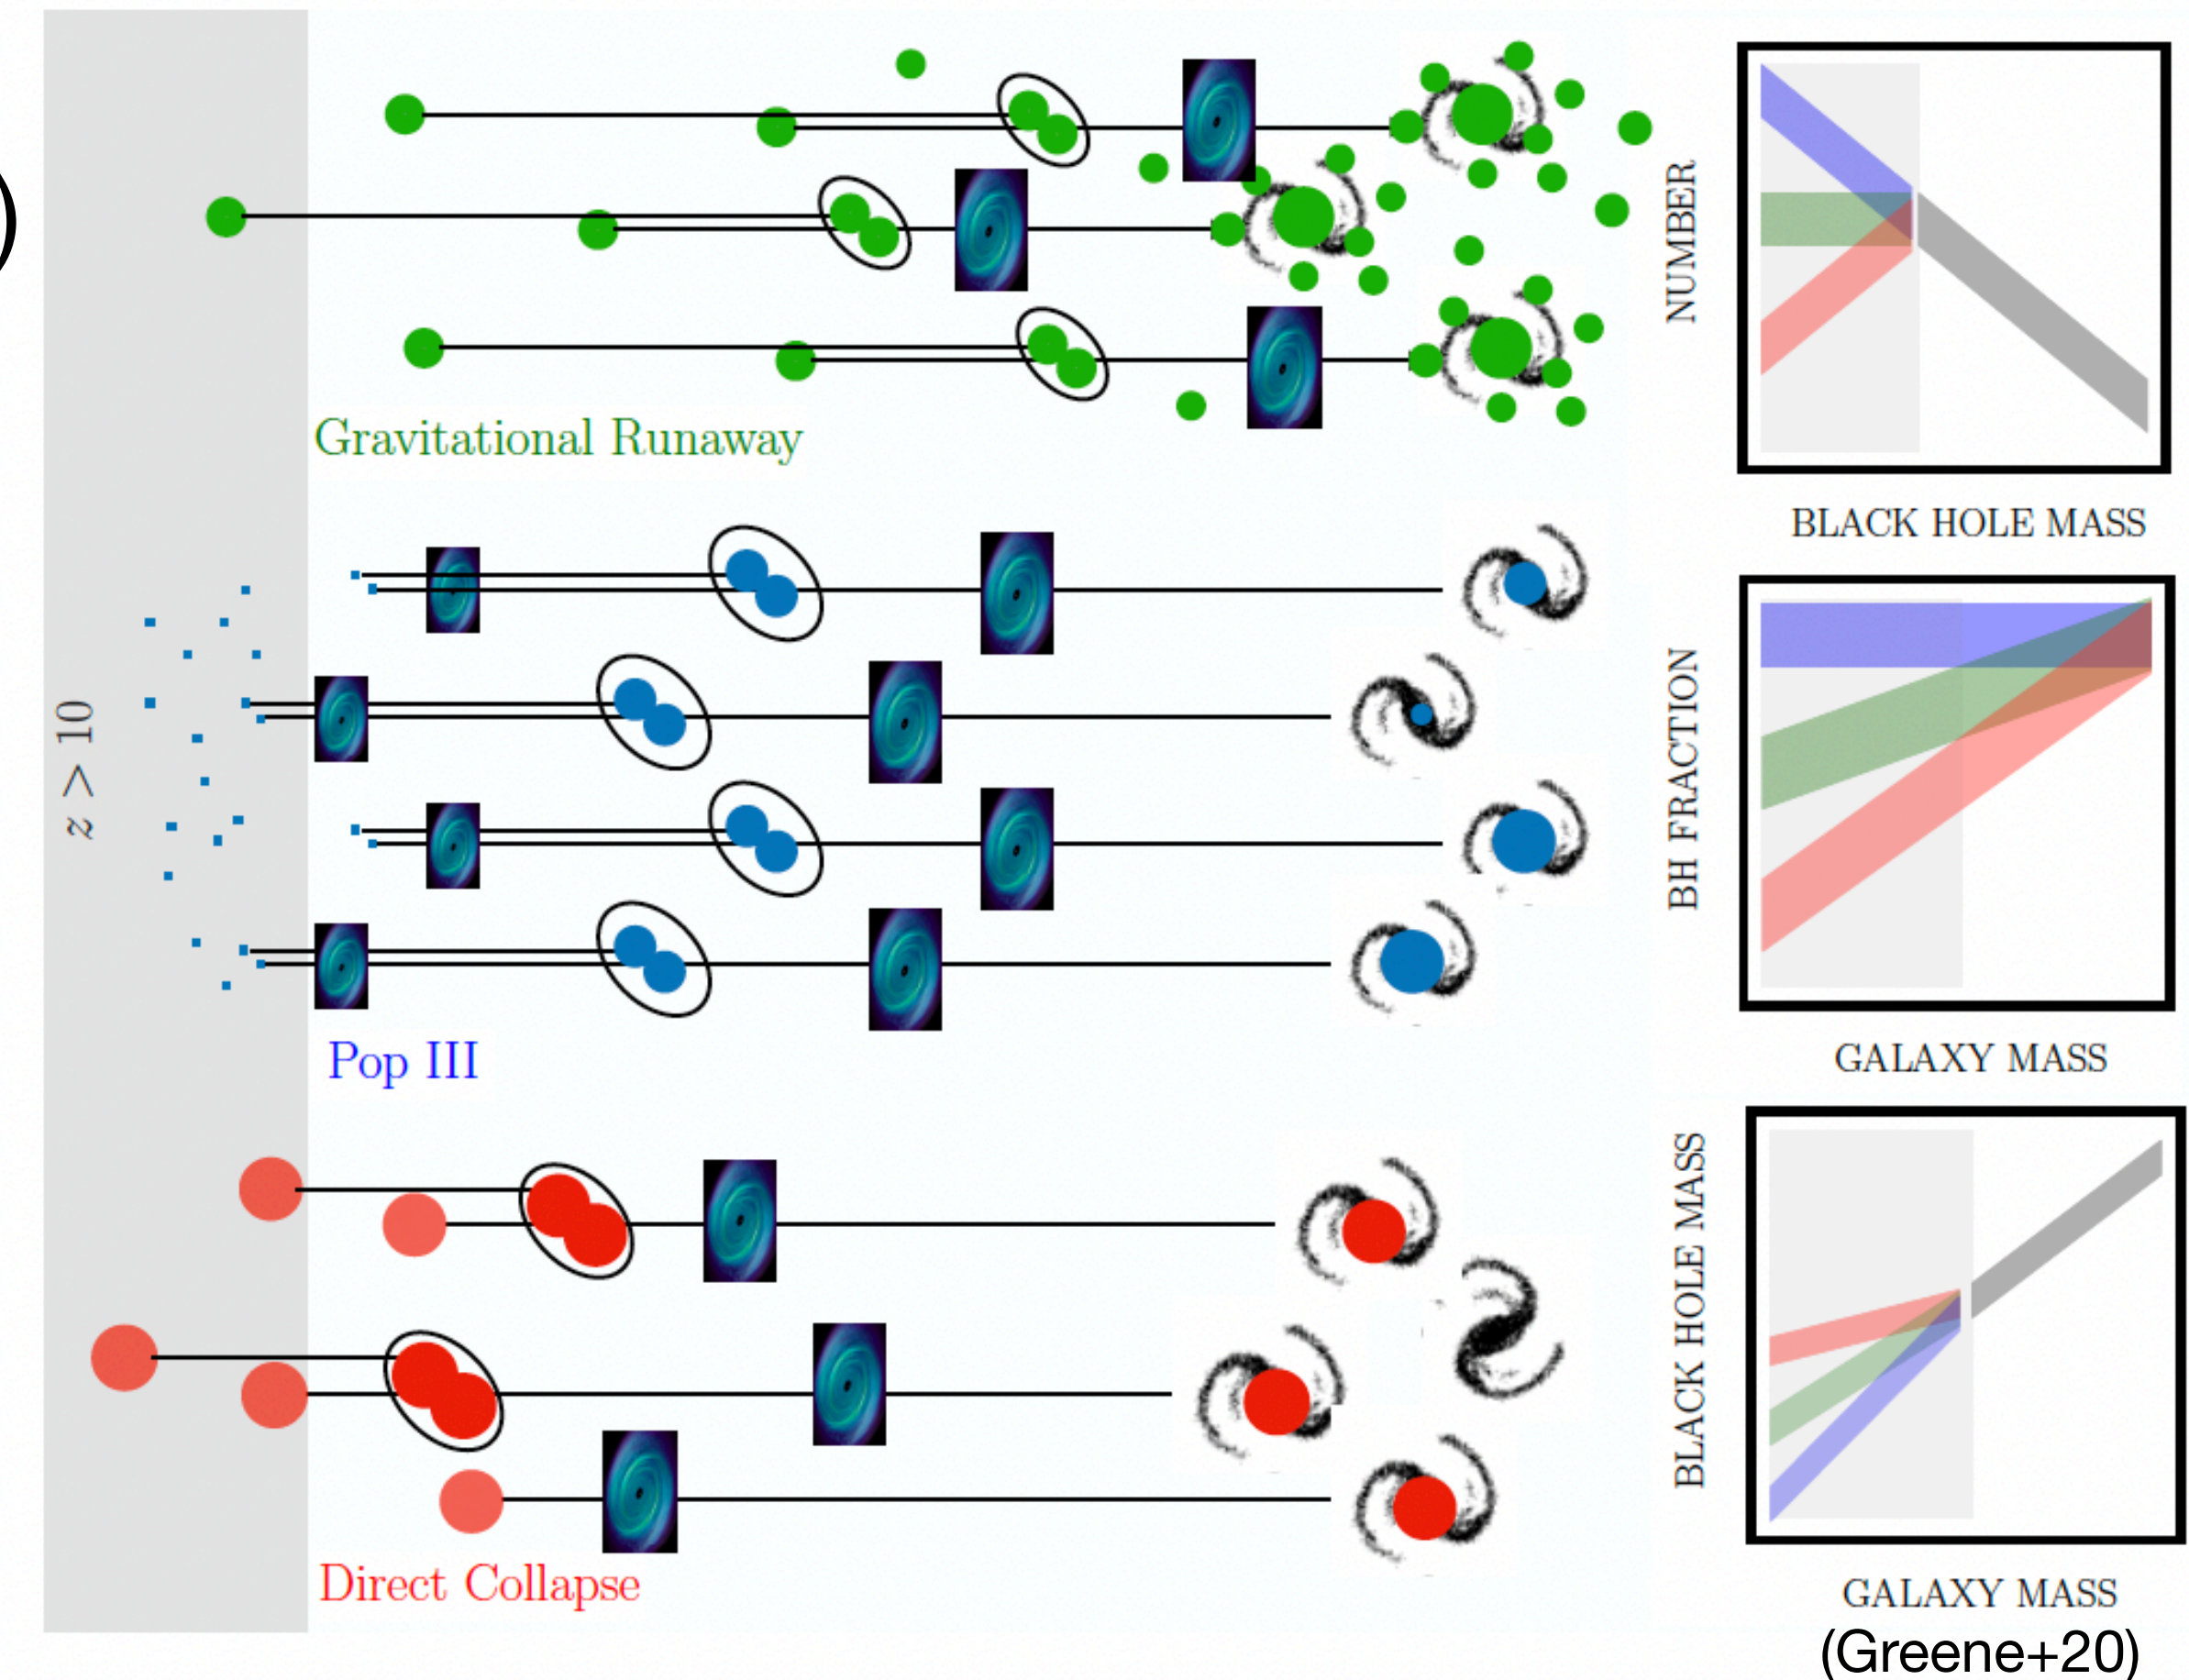 )
Gravitational Runaway
z > 10
Pop III
Direct Collapse
NUMBER
BLACK HOLE MASS
BH FRACTION
GALAXY MASS
BLACK HOLE MASS
GALAXY MASS
(Greene+20)